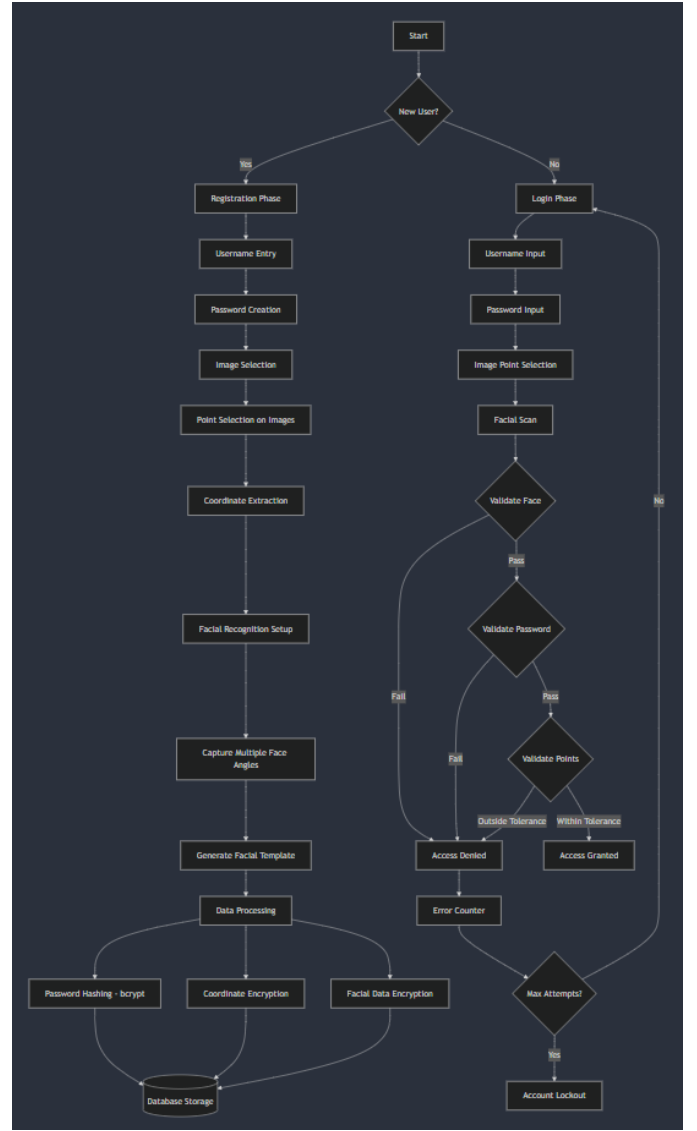 Start
New User?
Yes
No
Registration Phase
Login Phase
Username Entry
Username Input
Password Creation
Password Input
Image Selection
Image Point Selection
Point Selection on Images
Facial Scan
Coordinate Extraction
Validate Face
No
Pass
Facial Recognition Setup
Validate Password
Fail
Pass
Capture Multiple Face
Angles
Fail
Validate Points
Outside Tolerance
Within Tolerance
Generate Facial Template
Access Denied
Access Granted
Data Processing
Error Counter
Password Hashing - bcrypt
Coordinate Encryption
Facial Data Encryption
Max Attempts?
Yes
Database Storage
Account Lockout